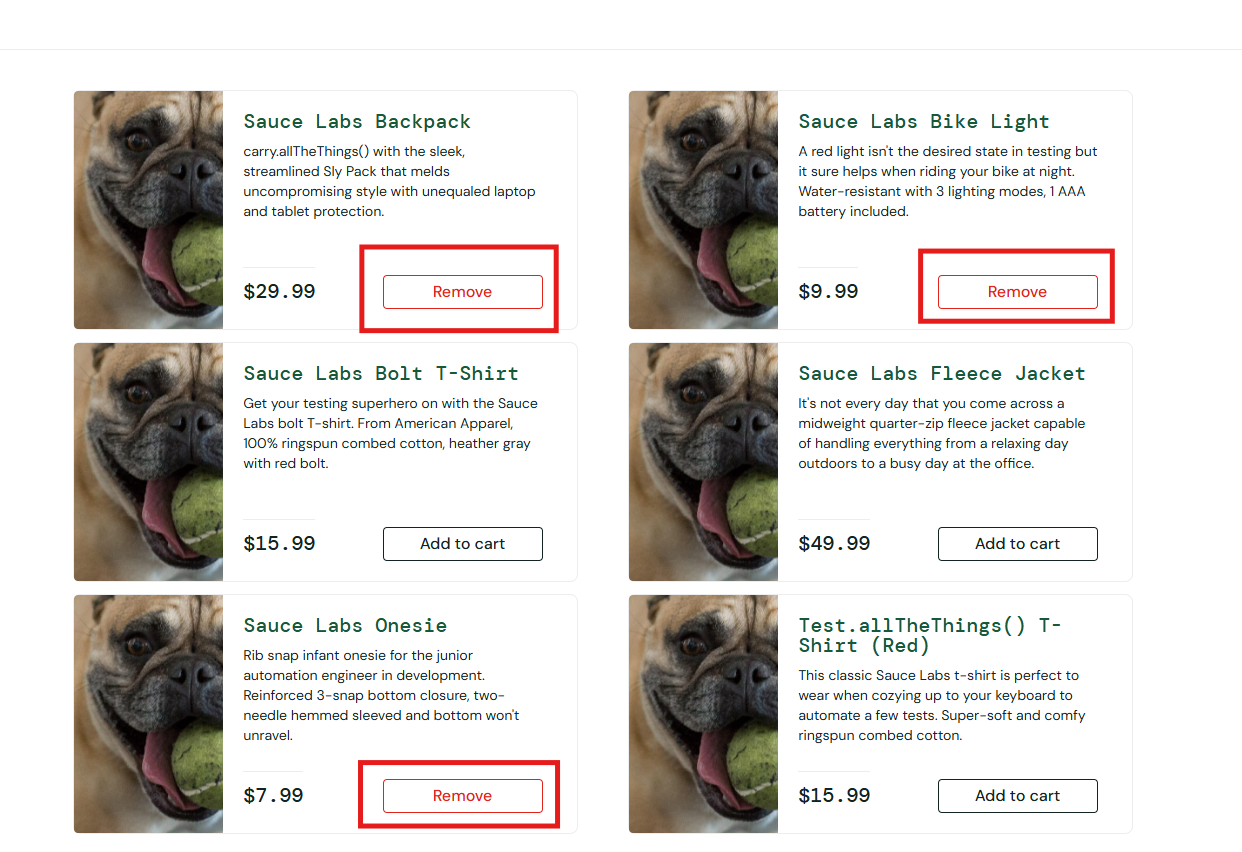 Sauce Labs Backpack
carry.allTheThings() with the sleek,
streamlined Sly Pack that melds
uncompromising style with unequaled laptop
and tablet protection.
$29.99
Remove
Sauce Labs Bike Light
A red light isn't the desired state in testing but
it sure helps when riding your bike at night.
Water-resistant with 3 lighting modes, 1 AAA
battery included.
$9.99
Remove
Sauce Labs Bolt T-Shirt
Get your testing superhero on with the Sauce
Labs bolt T-shirt. From American Apparel,
100% ringspun combed cotton, heather gray
with red bolt.
$15.99
Add to cart
Sauce Labs Fleece Jacket
It's not every day that you come across a
midweight quarter-zip fleece jacket capable
of handling everything from a relaxing day
outdoors to a busy day at the office.
$49.99
Add to cart
Sauce Labs Onesie
Rib snap infant onesie for the junior
automation engineer in development.
Reinforced 3-snap bottom closure, two-
needle hemmed sleeved and bottom won't
unravel.
$7.99
Remove
Test.allTheThings() T-
Shirt (Red)
This classic Sauce Labs t-shirt is perfect to
wear when cozying up to your keyboard to
automate a few tests. Super-soft and comfy
ringspun combed cotton.
$15.99
Add to cart